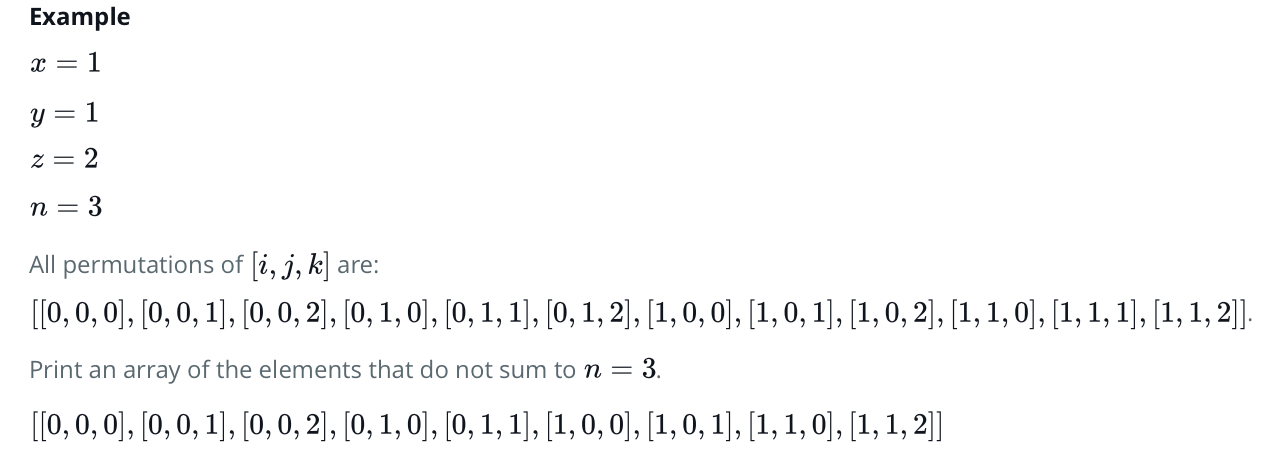 Example
x = 1
y = 1
z = 2
n = 3
All permutations of [i, j, k] are:
[[0, 0, 0], [0, 0, 1], [0, 0, 2], [0, 1, 0], [0, 1, 1], [0, 1, 2], [1, 0, 0], [1, 0, 1], [1, 0, 2], [1, 1, 0], [1, 1, 1], [1, 1, 2]].
Print an array of the elements that do not sum to n = 3.
[[0, 0, 0], [0, 0, 1], [0, 0, 2], [0, 1, 0], [0, 1, 1], [1, 0, 0], [1, 0, 1], [1, 1, 0], [1, 1, 2]]